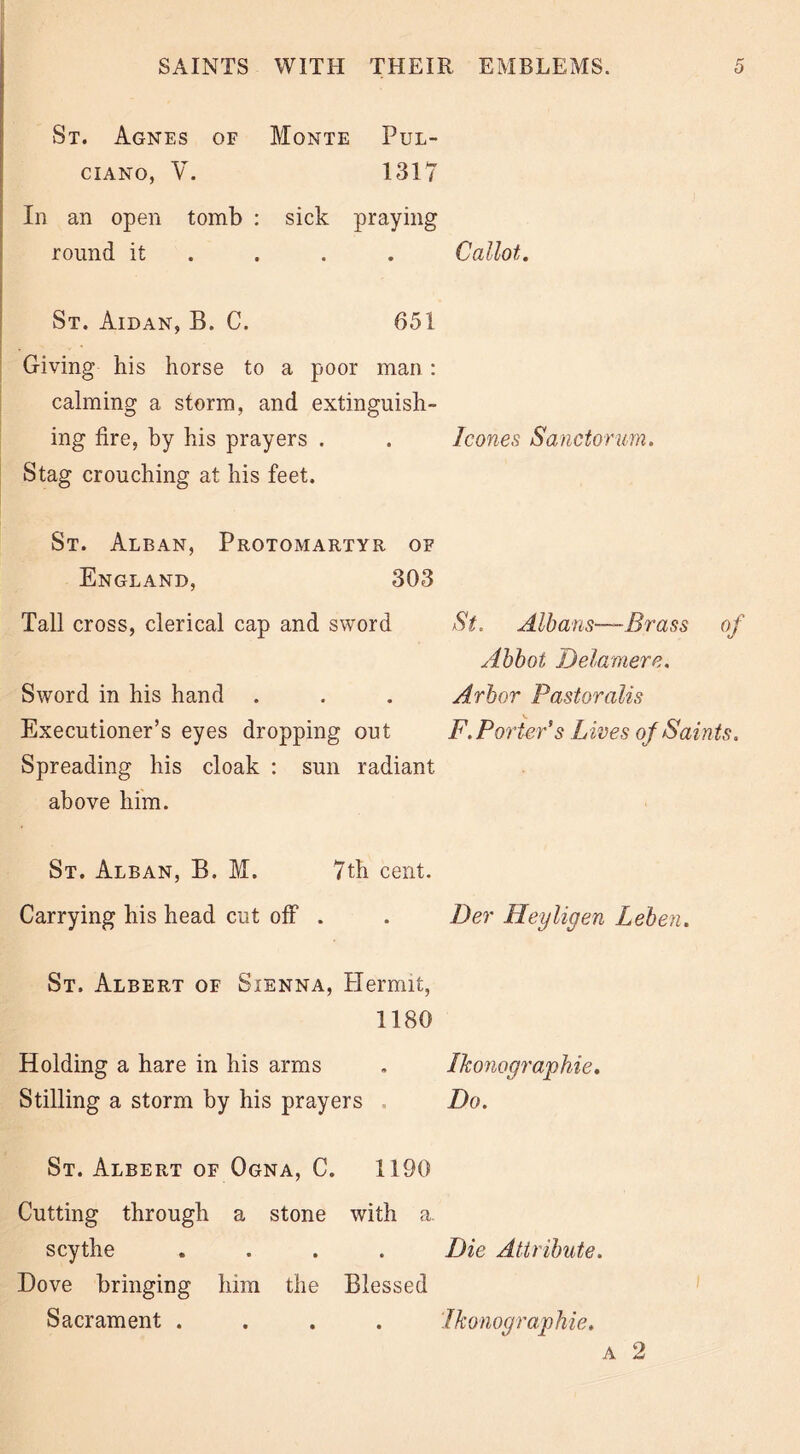 SAINTS WITH THEIR EMBLEMS. 5
ST. AGNES OF MONTE PUL-
CIANO, V. 1317
In an open tomb : sick praying
round it . . . . Callot.
ST. AIDAN, B. C. 651
Giving his horse to a poor man :
calming a storm, and extinguish-
ing fire, by his prayers . . Icones Sanctorum.
Stag crouching at his feet.
ST. ALBAN, PROTOMARTYR OF
ENGLAND, 303
Tall cross, clerical cap and sword St. Albans—Brass of
Abbot Delamere.
Sword in his hand . . . Arbor Pastoralis
Executioner’s eyes dropping out F. Porter’s Lives of Saints.
Spreading his cloak : sun radiant
above him.
ST. ALBAN, B. M. 7th cent.
Carrying his head cut off . . Der Heyligen Leben.
ST. ALBERT OF SIENNA, Hermit,
1180
Holding a hare in his arms . Ikonographie.
Stilling a storm by his prayers . Do.
ST. ALBERT OF OGNA, C. 1190
Cutting through a stone with a
scythe . . . . Die Attribute.
Dove bringing him the Blessed
Sacrament . . . . Ikonographie.
A 2